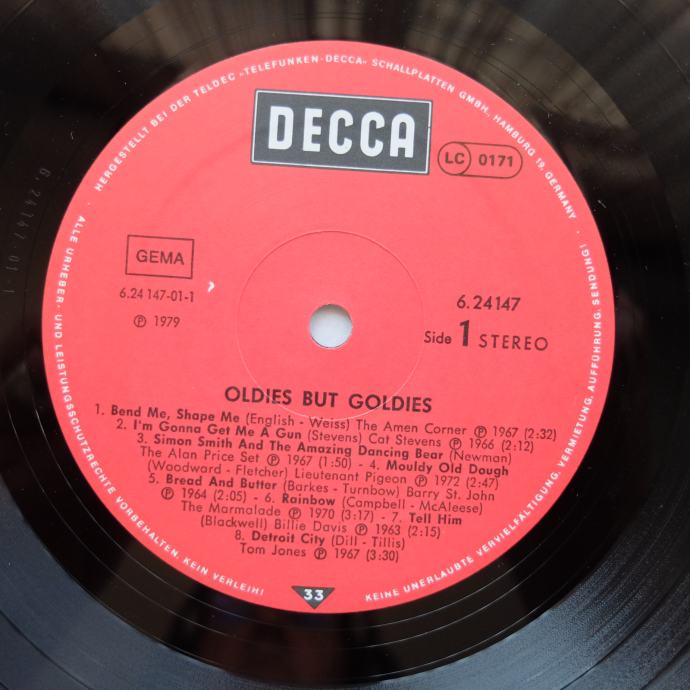 HERGESTELLT BEI DER TELDEC »TELEFUNKEN-DECCA« SCHALLPLATTEN GMBH, HAMBURG 19, GERMANY ·
ALLE URHEBER- UND LEISTUNGSSCHUTZRECHTE VORBEHALTEN. KEIN VERLEIH!
KEINE UNERLAUBTE VERVIELFÄLTIGUNG, VERMIETUNG, AUFFÜHRUNG, SENDUNG!
DECCA
LC 0171
GEMA
6.24147-01-1
6.24 147-01-1
6.24147
Ⓟ 1979
Side 1 STEREO
OLDIES BUT GOLDIES
1. Bend Me, Shape Me (English - Weiss) The Amen Corner Ⓟ 1967 (2:32)
2. I'm Gonna Get Me A Gun (Stevens) Cat Stevens Ⓟ 1966 (2:12)
3. Simon Smith And The Amazing Dancing Bear (Newman)
The Alan Price Set Ⓟ 1967 (1:50) - 4. Mouldy Old Dough
(Woodward - Fletcher) Lieutenant Pigeon Ⓟ 1972 (2:47)
5. Bread And Butter (Barkes - Turnbow) Barry St. John
Ⓟ 1964 (2:05) - 6. Rainbow (Campbell - McAleese)
The Marmalade Ⓟ 1970 (3:17) - 7. Tell Him
(Blackwell) Billie Davis Ⓟ 1963 (2:15)
8. Detroit City (Dill - Tillis)
Tom Jones Ⓟ 1967 (3:30)
33